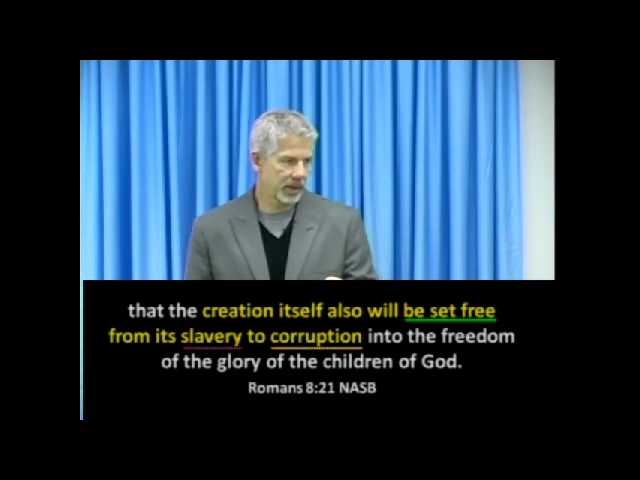 that the creation itself also will be set free
from its slavery to corruption into the freedom
of the glory of the children of God.
Romans 8:21 NASB